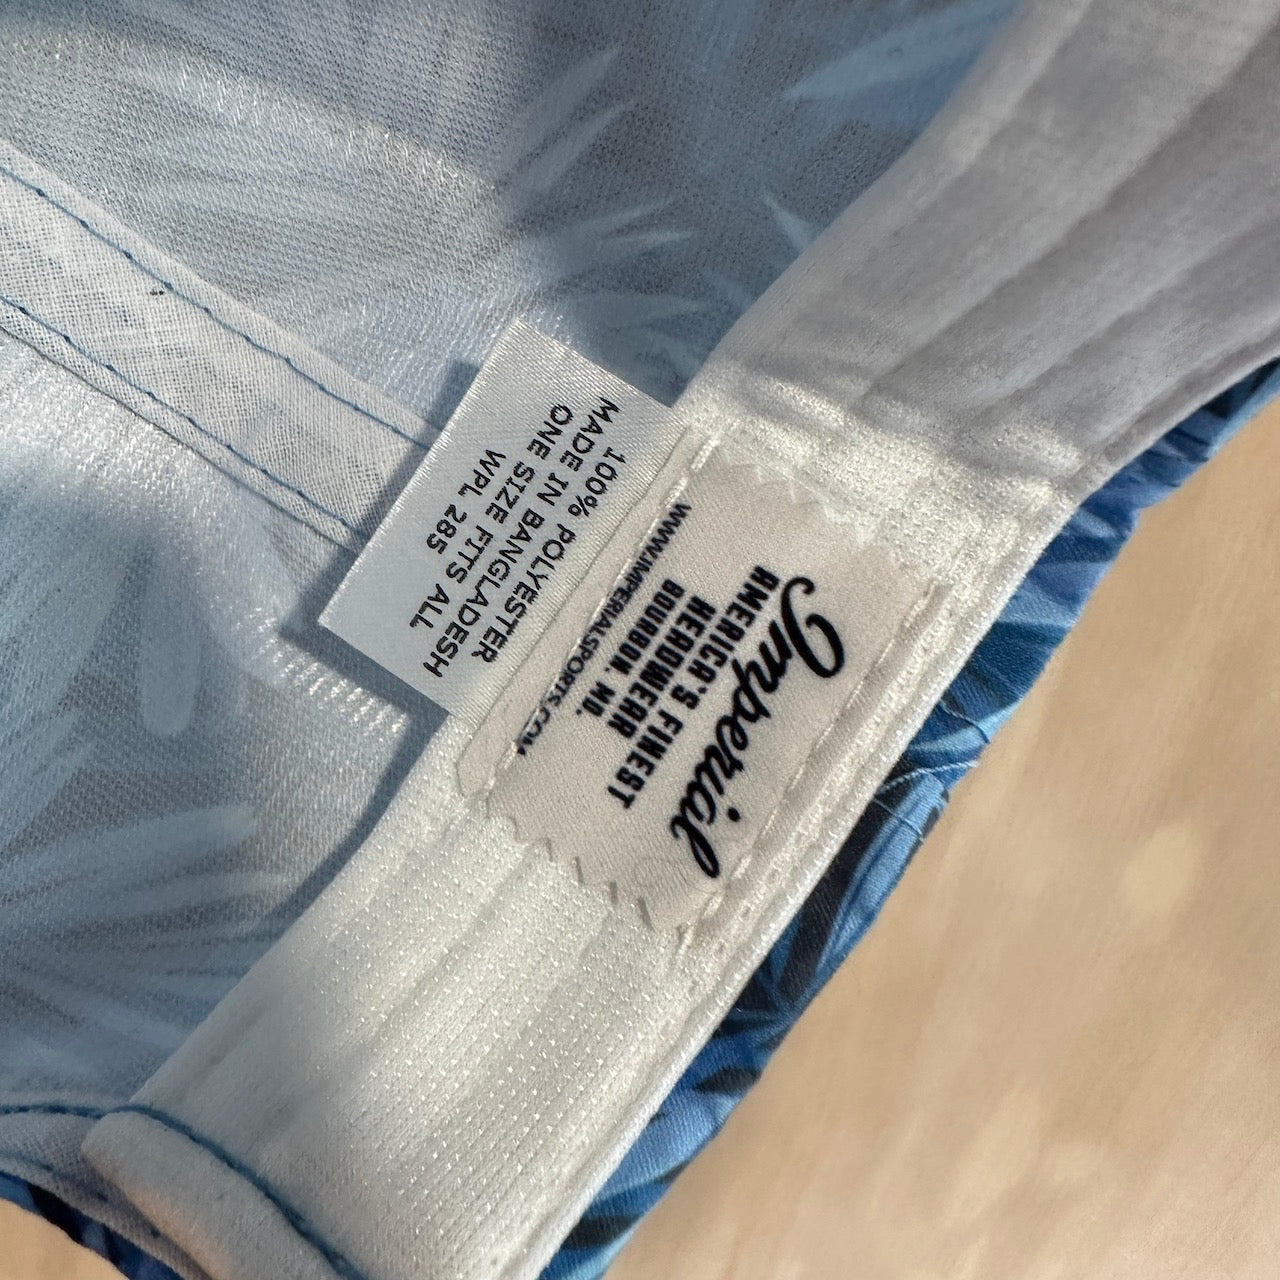 100% POLYESTER
MADE IN BANGLADESH
ONE SIZE FITS ALL
WPL 285
Imperial
AMERICA'S FINEST
HEADWEAR
BOURBON, MO.
WWW.IMPERIALSPORTS.COM